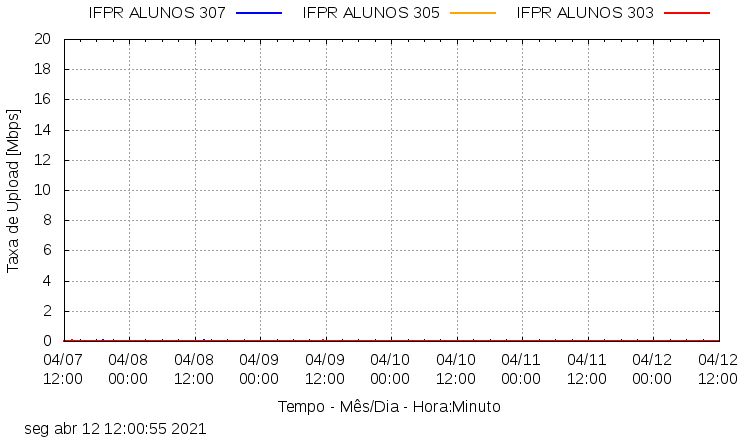 IFPR ALUNOS 307 IFPR ALUNOS 305 IFPR ALUNOS 303
Taxa de Upload [Mbps]
20
18
16
14
12
10
8
6
4
2
0
04/07 04/08 04/08 04/09 04/09 04/10 04/10 04/11 04/11 04/12 04/12
12:00 00:00 12:00 00:00 12:00 00:00 12:00 00:00 12:00 00:00 12:00
Tempo - Mês/Dia - Hora:Minuto
seg abr 12 12:00:55 2021